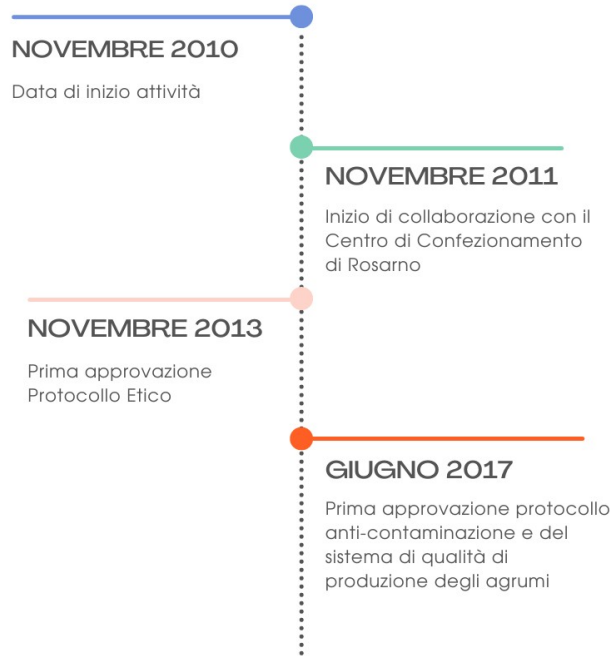 NOVEMBRE 2010
Data di inizio attività
NOVEMBRE 2011
Inizio di collaborazione con il
Centro di Confezionamento
di Rosarno
NOVEMBRE 2013
Prima approvazione
Protocollo Etico
GIUGNO 2017
Prima approvazione protocollo
anti-contaminazione e del
sistema di qualità di
produzione degli agrumi